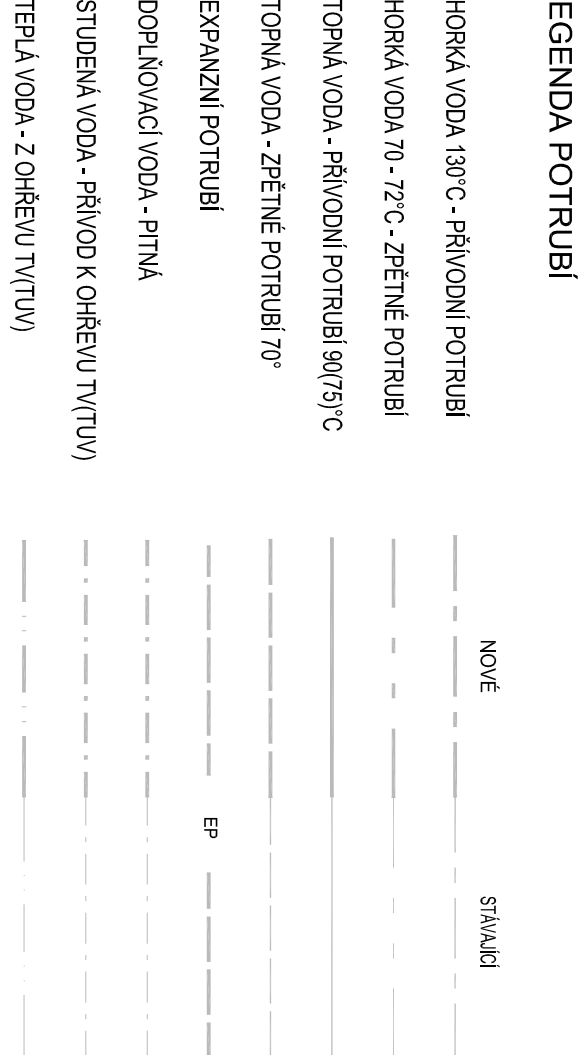 EGENDA POTRUBÍ
NOVÉ STÁVAJÍCÍ
HORKÁ VODA 130°C - PŘÍVODNÍ POTRUBÍ
HORKÁ VODA 70 - 72°C - ZPĚTNÉ POTRUBÍ
TOPNÁ VODA - PŘÍVODNÍ POTRUBÍ 90(75)°C
TOPNÁ VODA - ZPĚTNÉ POTRUBÍ 70°
EXPANZNÍ POTRUBÍ EP
DOPLŇOVACÍ VODA - PITNÁ
STUDENÁ VODA - PŘÍVOD K OHŘEVU TV(TUV)
TEPLÁ VODA - Z OHŘEVU TV(TUV)